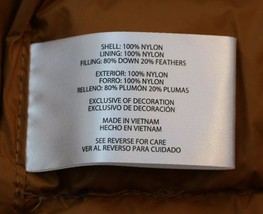 SHELL: 100% NYLON
LINING: 100% NYLON
FILLING: 80% DOWN 20% FEATHERS
EXTERIOR: 100% NYLON
FORRO: 100% NYLON
RELLENO: 80% PLUMÓN 20% PLUMAS
EXCLUSIVE OF DECORATION
EXCLUSIVO DE DECORACIÓN
MADE IN VIETNAM
HECHO EN VIETNAM
SEE REVERSE FOR CARE
VER AL REVERSO PARA CUIDADO